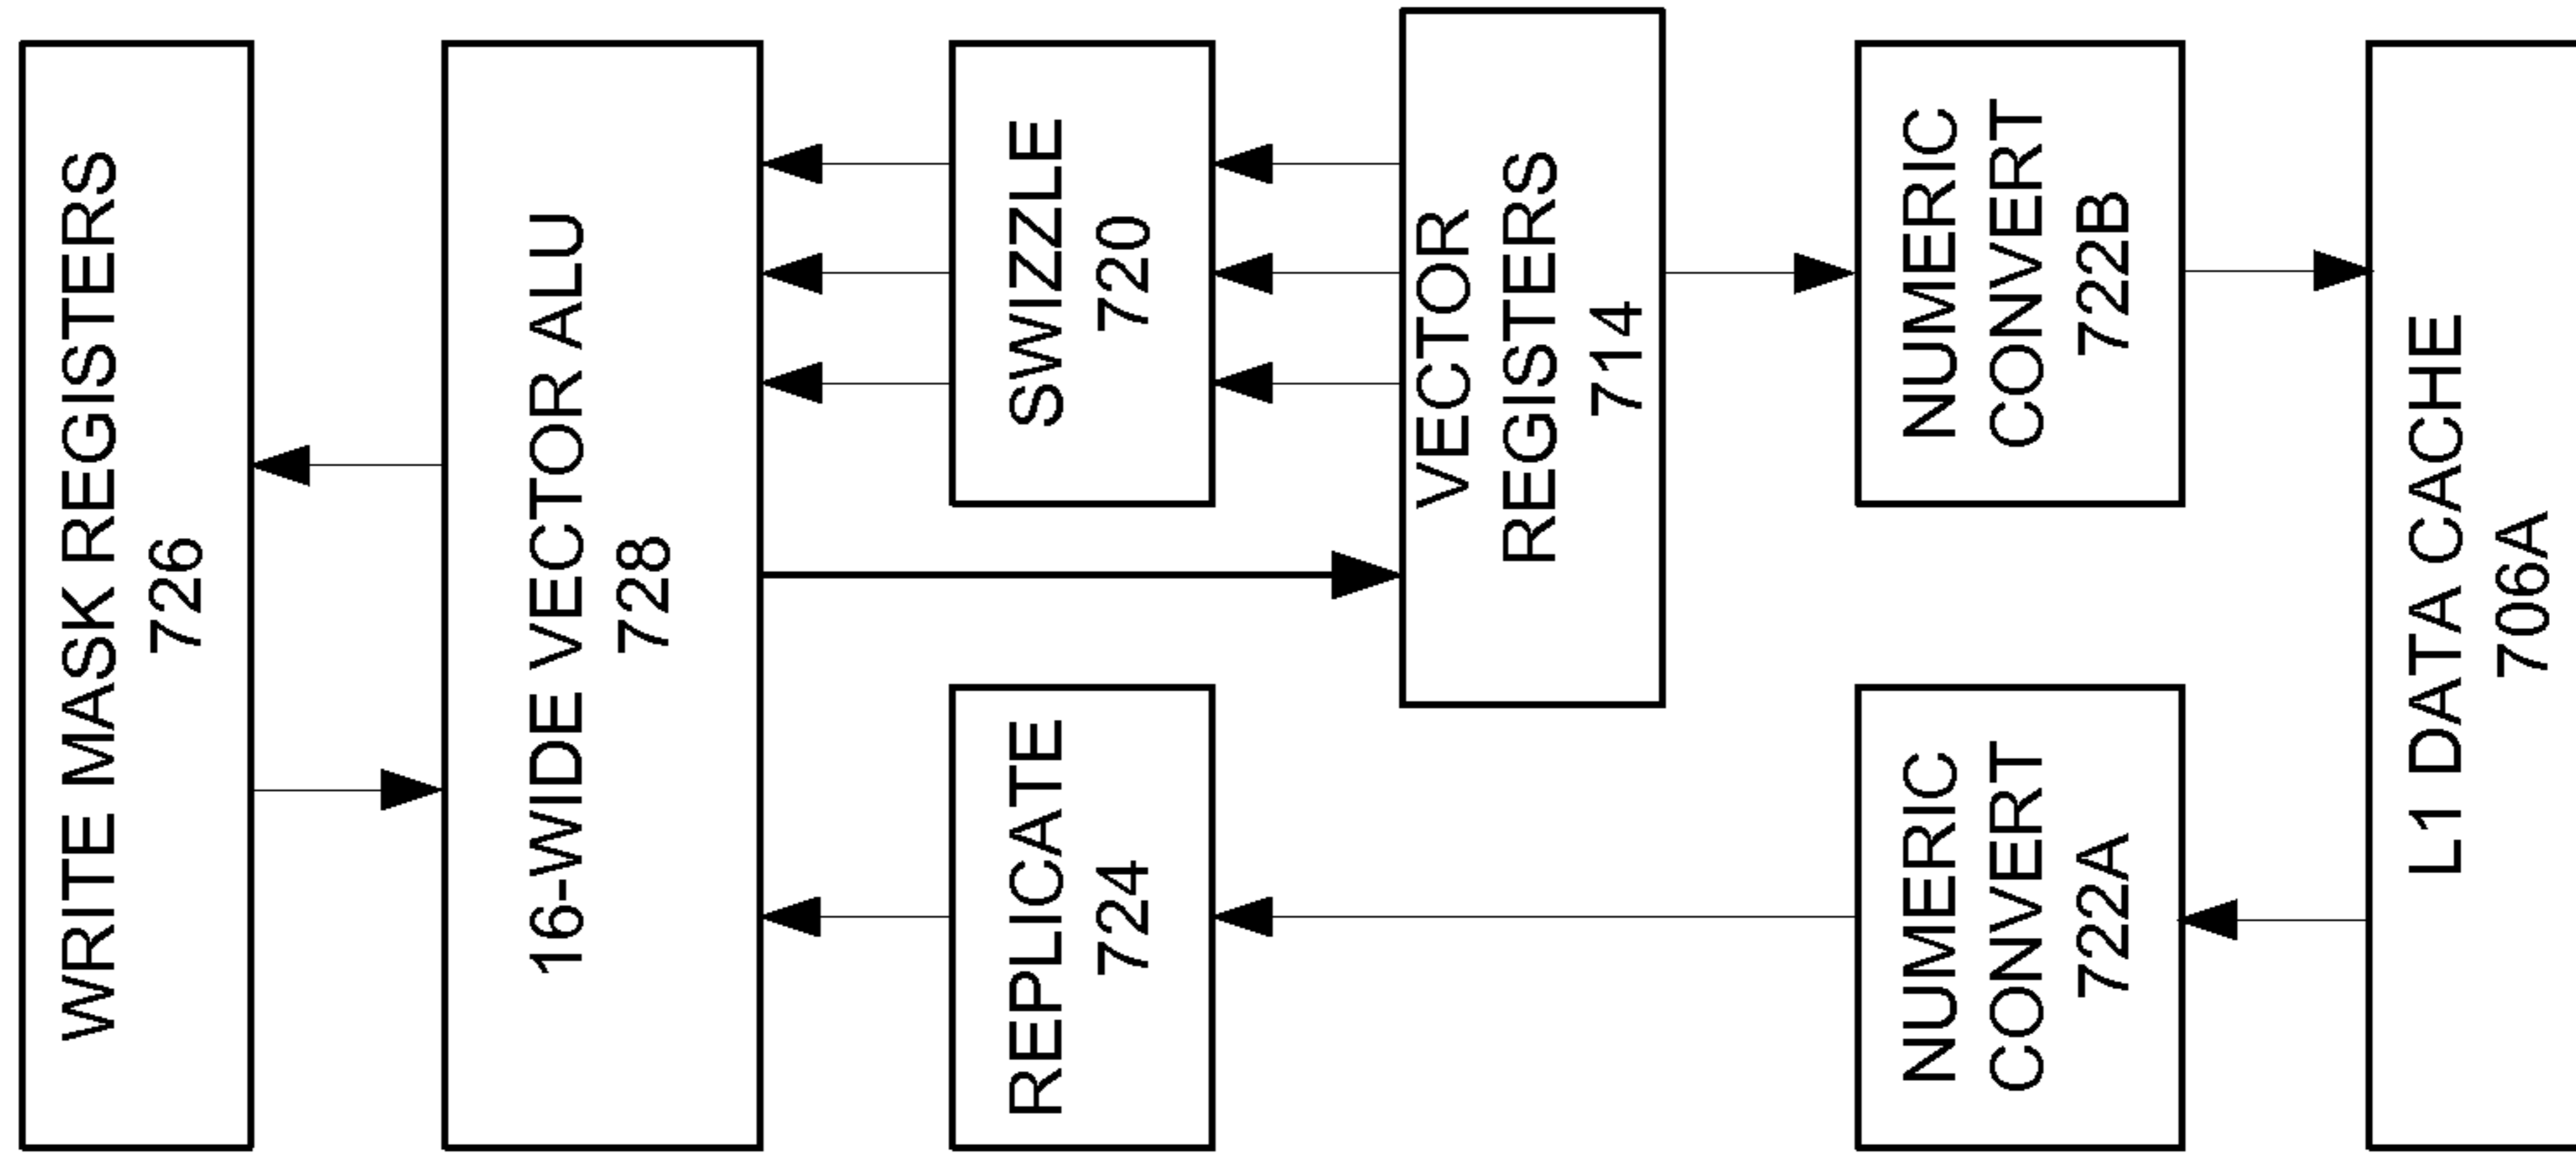 WRITE MASK REGISTERS
726
16-WIDE VECTOR ALU
728
REPLICATE
724
SWIZZLE
720
VECTOR
REGISTERS
714
NUMERIC
CONVERT
722A
NUMERIC
CONVERT
722B
L1 DATA CACHE
706A